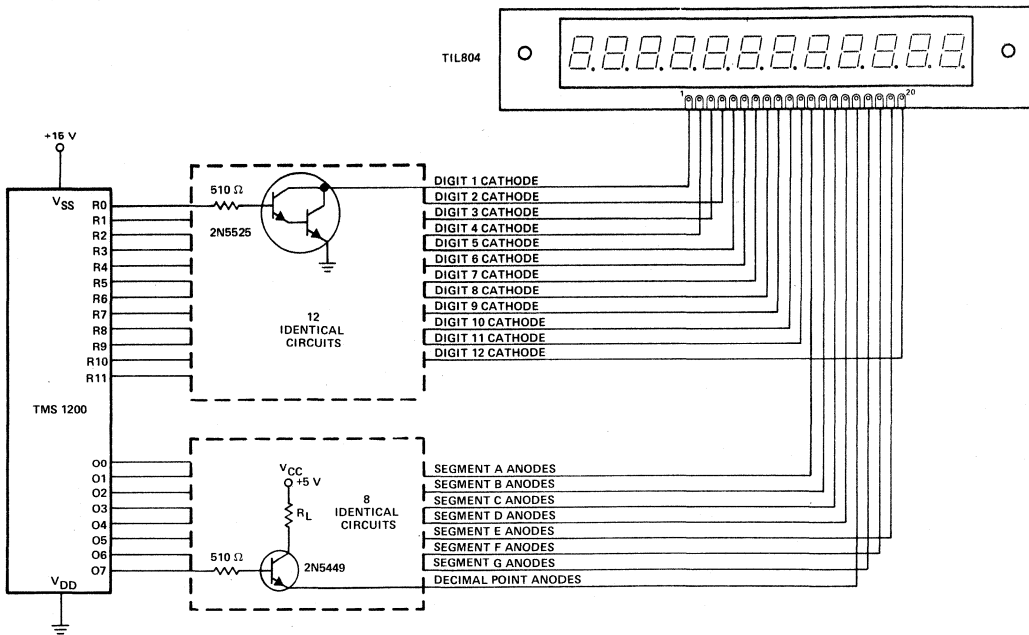 TIL804
1
20
+15 V
VSS
R0
R1
R2
R3
R4
R5
R6
R7
R8
R9
R10
R11
TMS 1200
O0
O1
O2
O3
O4
O5
O6
O7
VDD
510 Ω
2N5525
12
IDENTICAL
CIRCUITS
DIGIT 1 CATHODE
DIGIT 2 CATHODE
DIGIT 3 CATHODE
DIGIT 4 CATHODE
DIGIT 5 CATHODE
DIGIT 6 CATHODE
DIGIT 7 CATHODE
DIGIT 8 CATHODE
DIGIT 9 CATHODE
DIGIT 10 CATHODE
DIGIT 11 CATHODE
DIGIT 12 CATHODE
VCC
+5 V
RL
8
IDENTICAL
CIRCUITS
510 Ω
2N5449
SEGMENT A ANODES
SEGMENT B ANODES
SEGMENT C ANODES
SEGMENT D ANODES
SEGMENT E ANODES
SEGMENT F ANODES
SEGMENT G ANODES
DECIMAL POINT ANODES